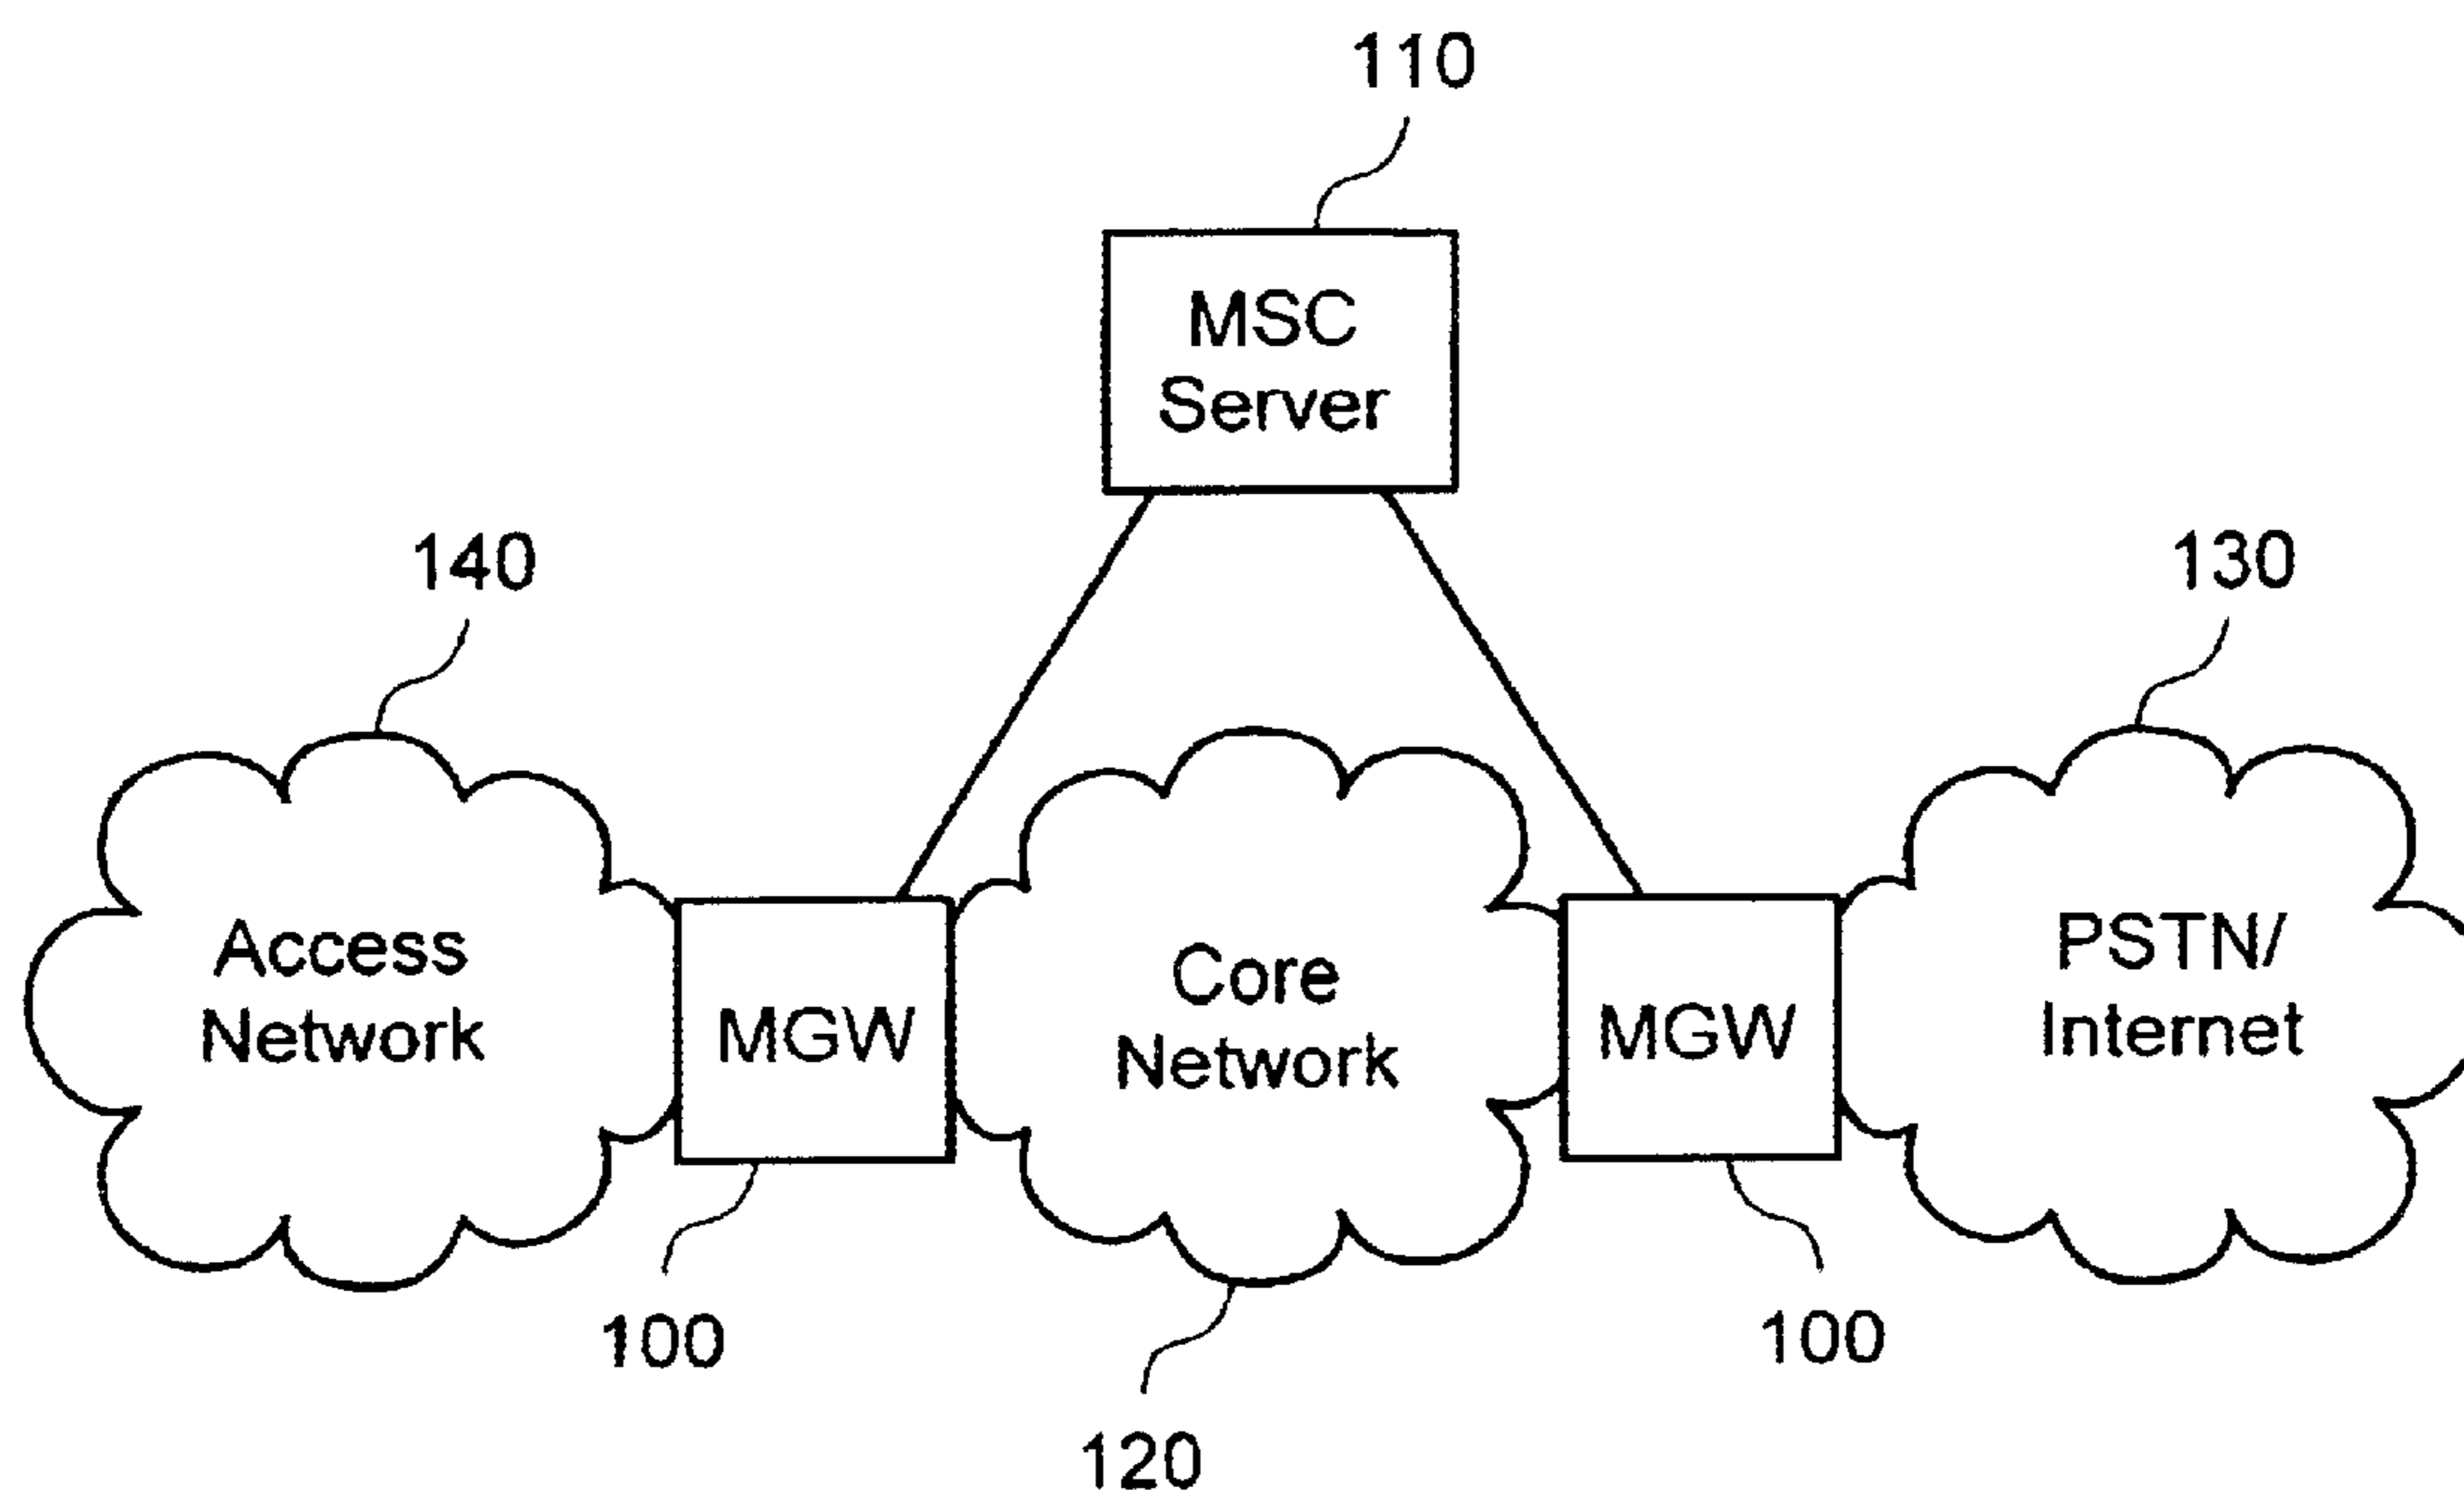 110
MSC
Server
140
130
Access
Network
MGW
Core
Network
MGW
PSTN/
Internet
100
100
120